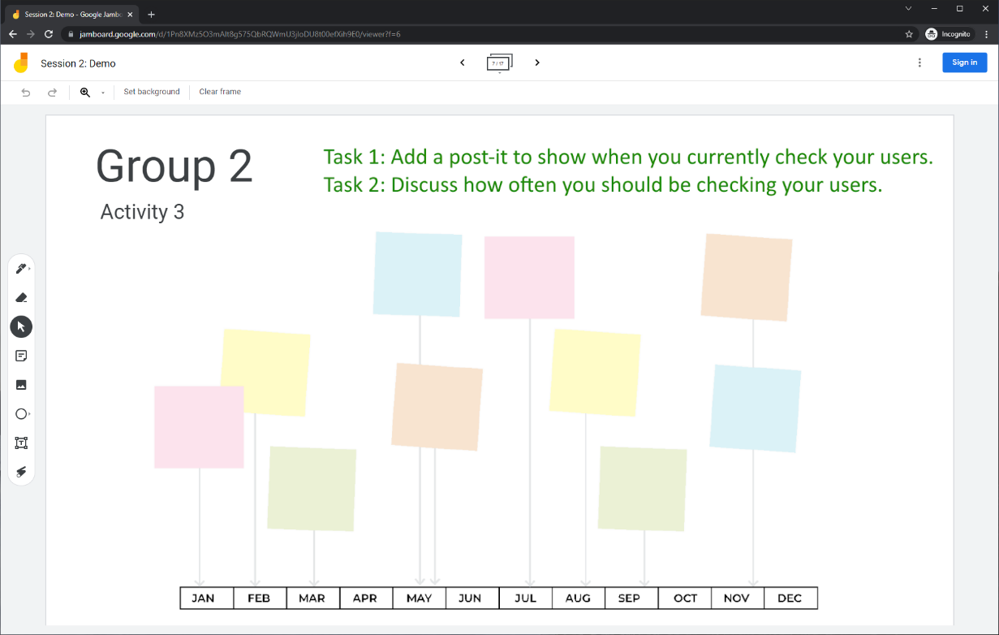 Session 2: Demo - Google Jambo
jamboard.google.com/d/1Pn8XMz5O3mAlt8g575QbRQWmU3jloDU8t00efXih9E0/viewer?f=6
Incognito
Session 2: Demo
7 / 17
Sign in
Set background
Clear frame
Group 2
Activity 3
Task 1: Add a post-it to show when you currently check your users.
Task 2: Discuss how often you should be checking your users.
JAN FEB MAR APR MAY JUN JUL AUG SEP OCT NOV DEC